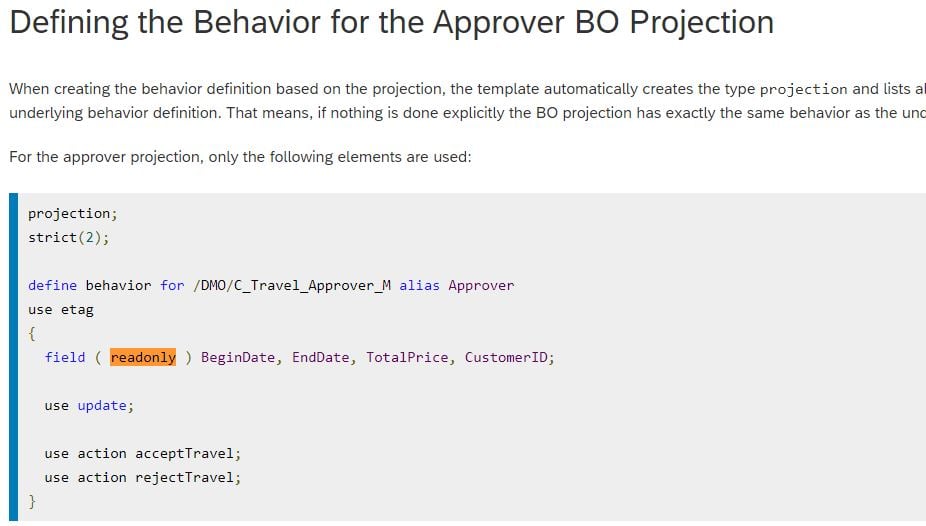 Defining the Behavior for the Approver BO Projection
When creating the behavior definition based on the projection, the template automatically creates the type projection and lists
underlying behavior definition. That means, if nothing is done explicitly the BO projection has exactly the same behavior as the
For the approver projection, only the following elements are used:
projection;
strict(2);
define behavior for /DMO/C_Travel_Approver_M alias Approver
use etag
{
field ( readonly ) BeginDate, EndDate, TotalPrice, CustomerID;
use update;
use action acceptTravel;
use action rejectTravel;
}